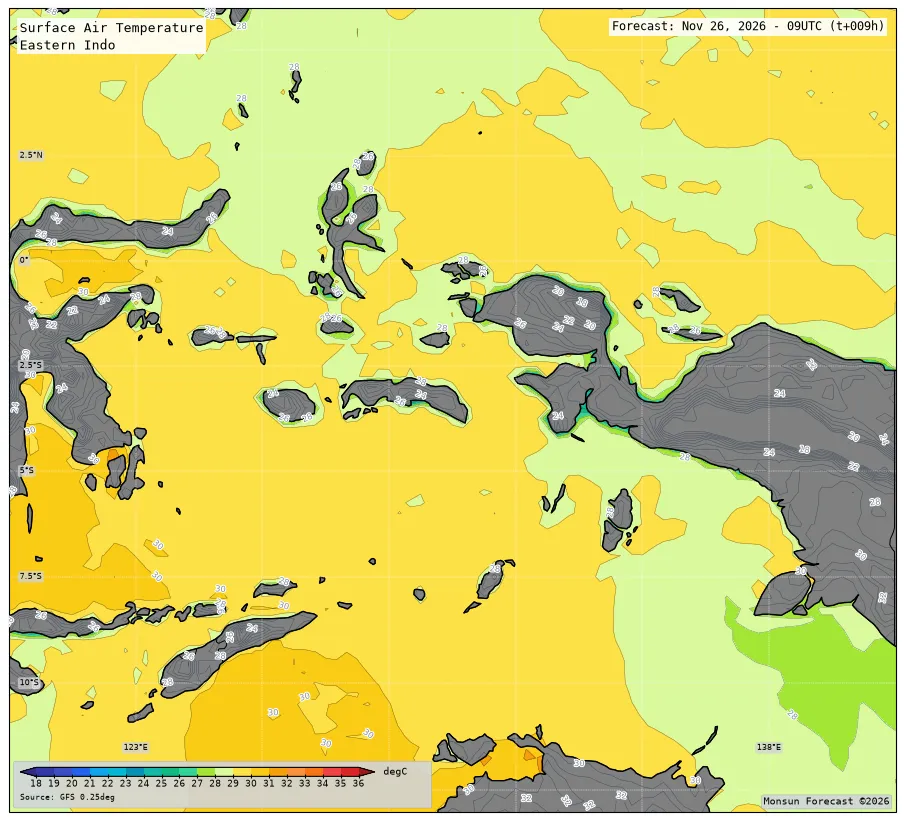 Surface Air Temperature
Eastern Indo
Forecast: Nov 26, 2026 - 09UTC (t+009h)
2.5°N
0°
2.5°S
5°S
7.5°S
10°S
123°E
138°E
18 19 20 21 22 23 24 25 26 27 28 29 30 31 32 33 34 35 36
degC
Source: GFS 0.25deg
Monsun Forecast ©2026